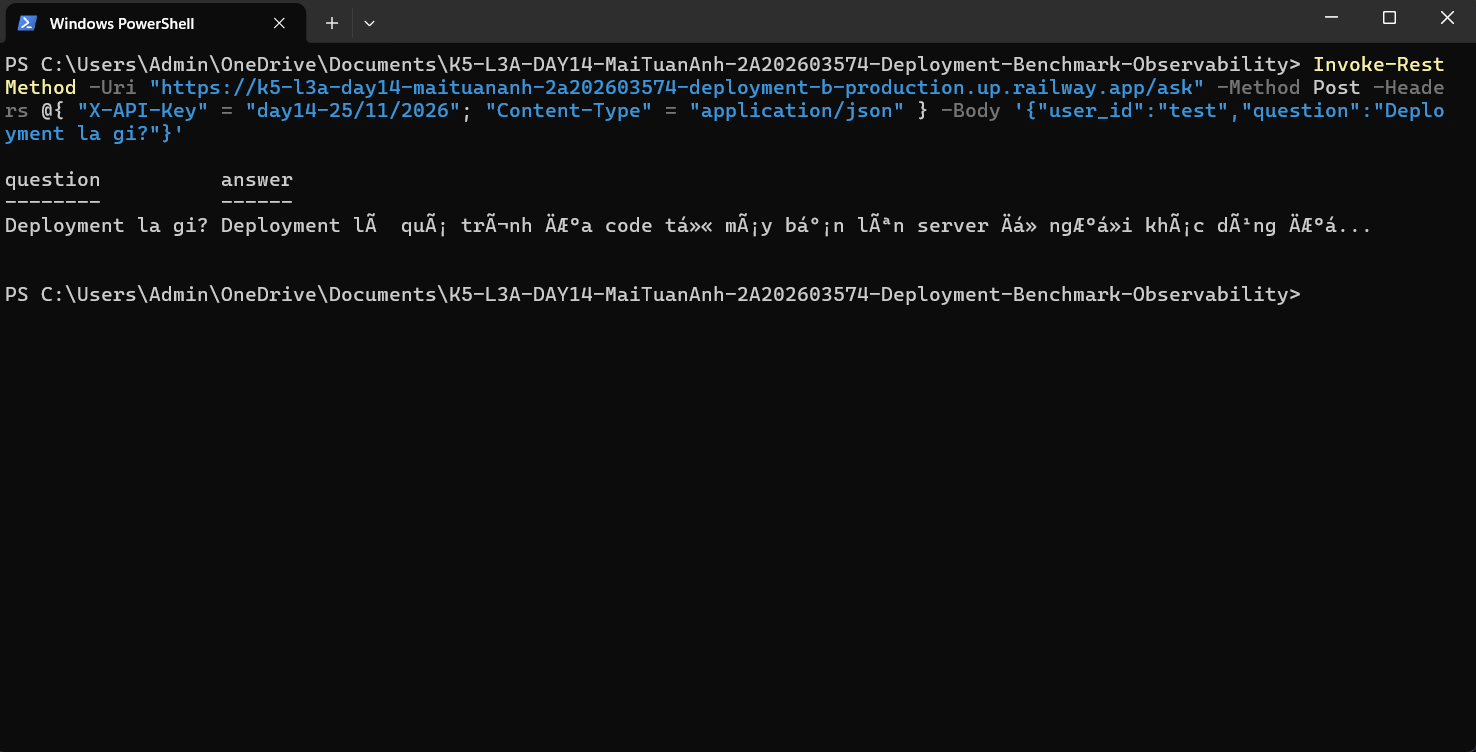 Windows PowerShell
PS C:\Users\Admin\OneDrive\Documents\K5-L3A-DAY14-MaiTuanAnh-2A202603574-Deployment-Benchmark-Observability> Invoke-Rest
Method -Uri "https://k5-l3a-day14-maituananh-2a202603574-deployment-b-production.up.railway.app/ask" -Method Post -Heade
rs @{ "X-API-Key" = "day14-25/11/2026"; "Content-Type" = "application/json" } -Body '{"user_id":"test","question":"Deplo
yment la gi?"}'
question answer
-------- ------
Deployment la gi? Deployment lÃ  quÃ¡ trÃ¬nh ÄÆ°a code tá»« mÃ¡y báº¡n lÃªn server Äá» ngÆ°á»i khÃ¡c dÃ¹ng ÄÆ°á...
PS C:\Users\Admin\OneDrive\Documents\K5-L3A-DAY14-MaiTuanAnh-2A202603574-Deployment-Benchmark-Observability>